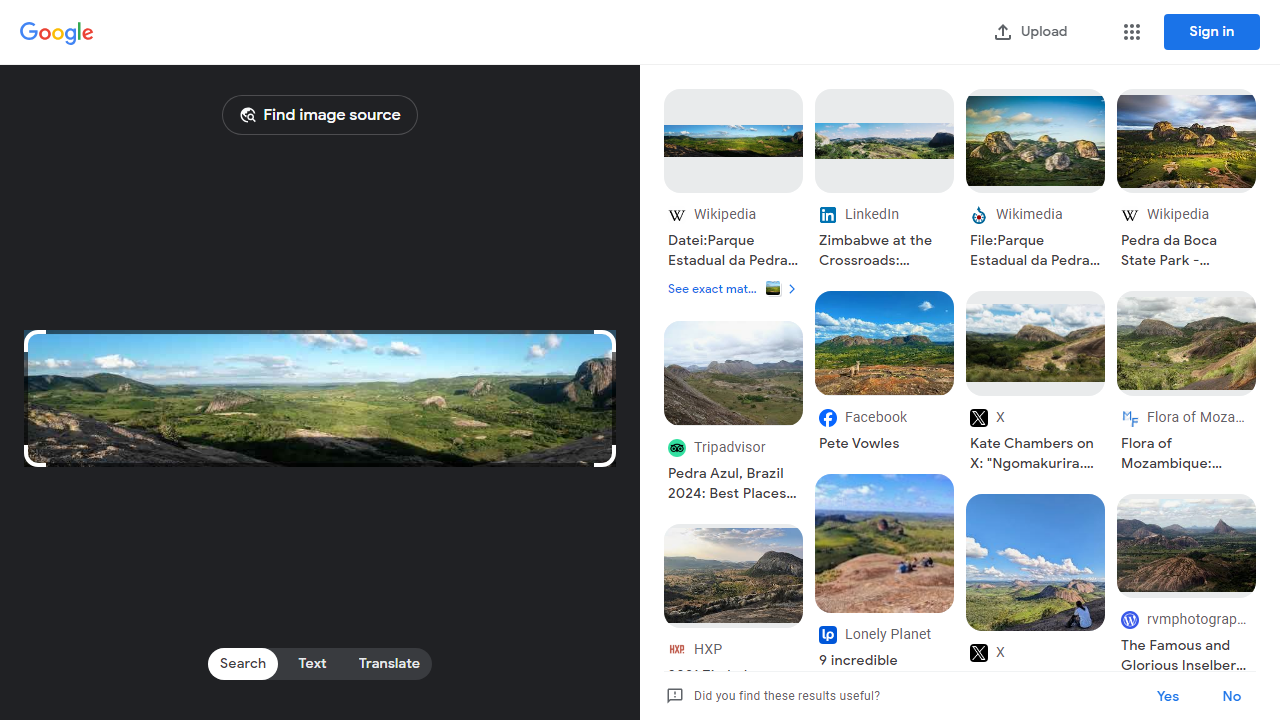 Google
Upload
Sign in
Find image source
Search
Text
Translate
Wikipedia
Datei:Parque
Estadual da Pedra...
See exact mat...
LinkedIn
Zimbabwe at the
Crossroads:...
Wikimedia
File:Parque
Estadual da Pedra...
Wikipedia
Pedra da Boca
State Park -...
Tripadvisor
Pedra Azul, Brazil
2024: Best Places...
Facebook
Pete Vowles
X
Kate Chambers on
X: "Ngomakurira....
Flora of Moza...
Flora of
Mozambique:...
HXP
Lonely Planet
9 incredible
X
rvmphotograp...
The Famous and
Glorious Inselber...
Did you find these results useful?
Yes
No